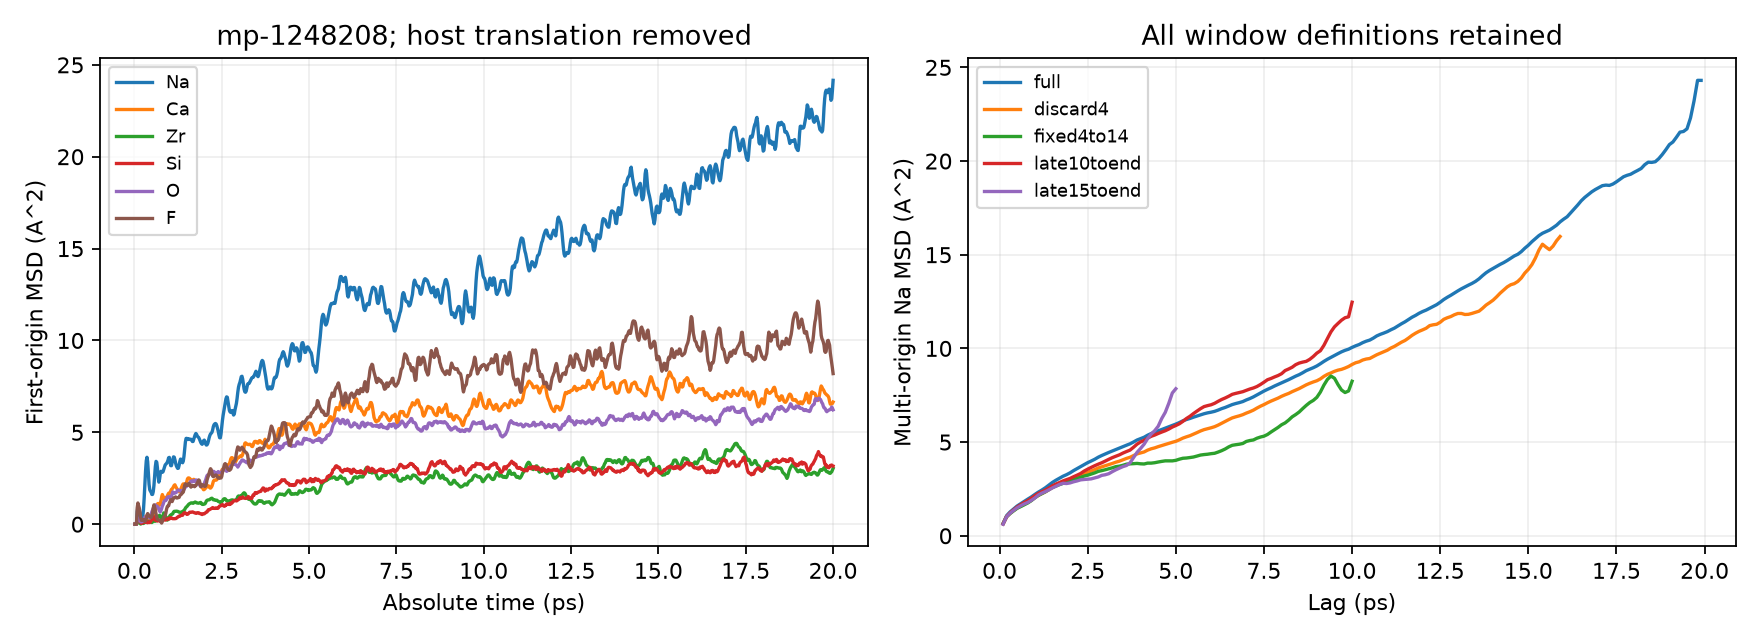 mp-1248208; host translation removed
First-origin MSD (A^2)
25
20
15
10
5
0
Na
Ca
Zr
Si
O
F
0.0 2.5 5.0 7.5 10.0 12.5 15.0 17.5 20.0
Absolute time (ps)
All window definitions retained
Multi-origin Na MSD (A^2)
25
20
15
10
5
0
full
discard4
fixed4to14
late10toend
late15toend
0.0 2.5 5.0 7.5 10.0 12.5 15.0 17.5 20.0
Lag (ps)